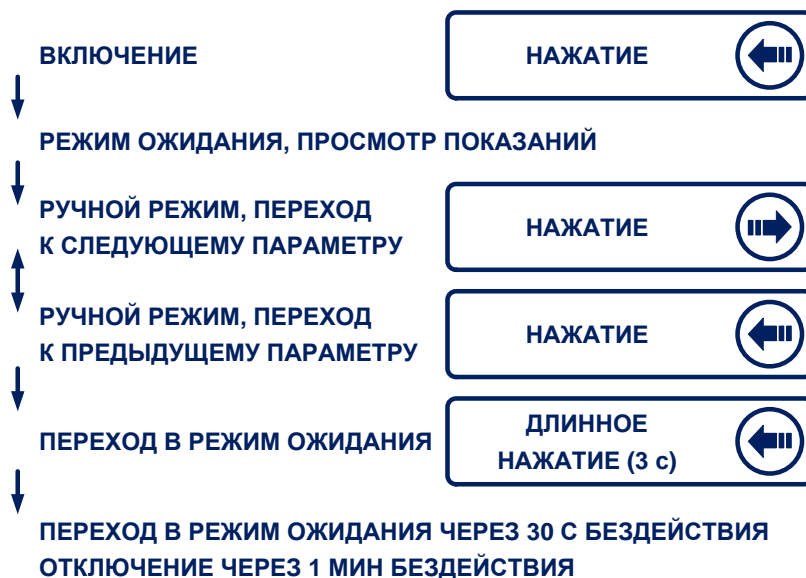 ВКЛЮЧЕНИЕ
НАЖАТИЕ
РЕЖИМ ОЖИДАНИЯ, ПРОСМОТР ПОКАЗАНИЙ
РУЧНОЙ РЕЖИМ, ПЕРЕХОД
К СЛЕДУЮЩЕМУ ПАРАМЕТРУ
НАЖАТИЕ
РУЧНОЙ РЕЖИМ, ПЕРЕХОД
К ПРЕДЫДУЩЕМУ ПАРАМЕТРУ
НАЖАТИЕ
ПЕРЕХОД В РЕЖИМ ОЖИДАНИЯ
ДЛИННОЕ
НАЖАТИЕ (3 с)
ПЕРЕХОД В РЕЖИМ ОЖИДАНИЯ ЧЕРЕЗ 30 С БЕЗДЕЙСТВИЯ
ОТКЛЮЧЕНИЕ ЧЕРЕЗ 1 МИН БЕЗДЕЙСТВИЯ